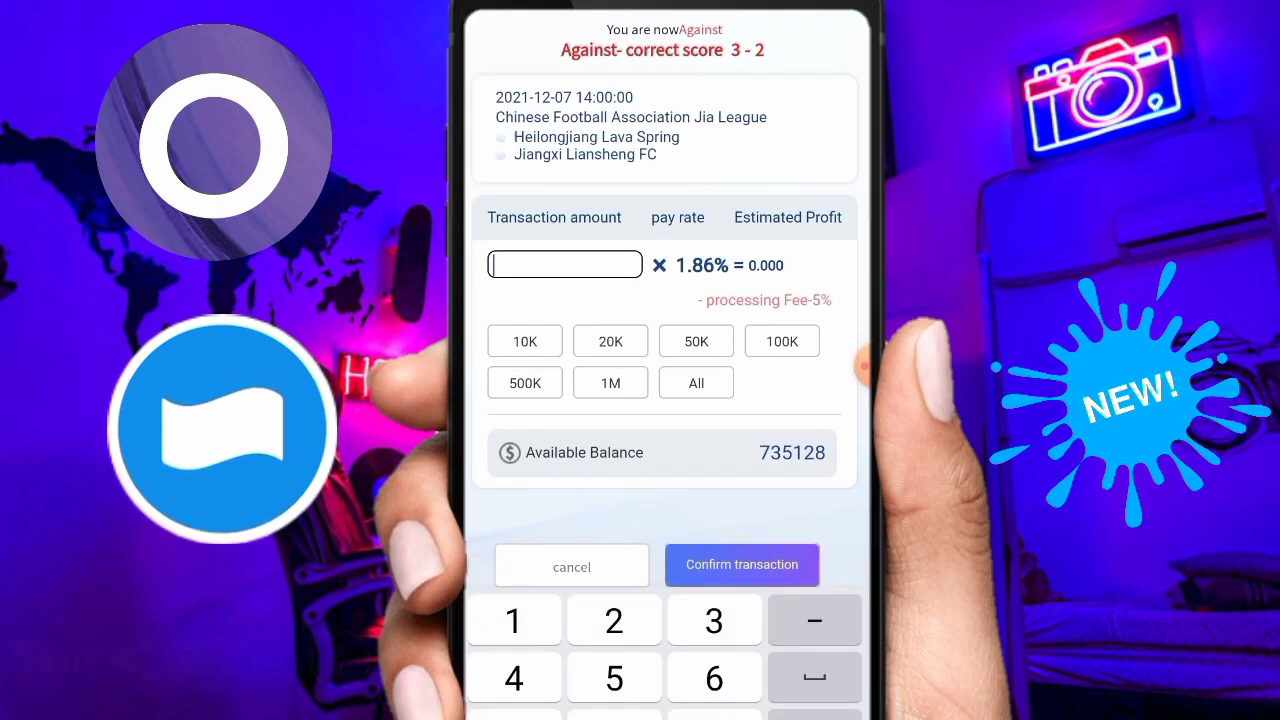 You are nowAgainst
Against- correct score 3 - 2
2021-12-07 14:00:00
Chinese Football Association Jia League
Heilongjiang Lava Spring
Jiangxi Liansheng FC
Transaction amount pay rate Estimated Profit
× 1.86% = 0.000
- processing Fee-5%
10K 20K 50K 100K
500K 1M All
$ Available Balance 735128
cancel Confirm transaction
1 2 3 –
4 5 6
NEW!